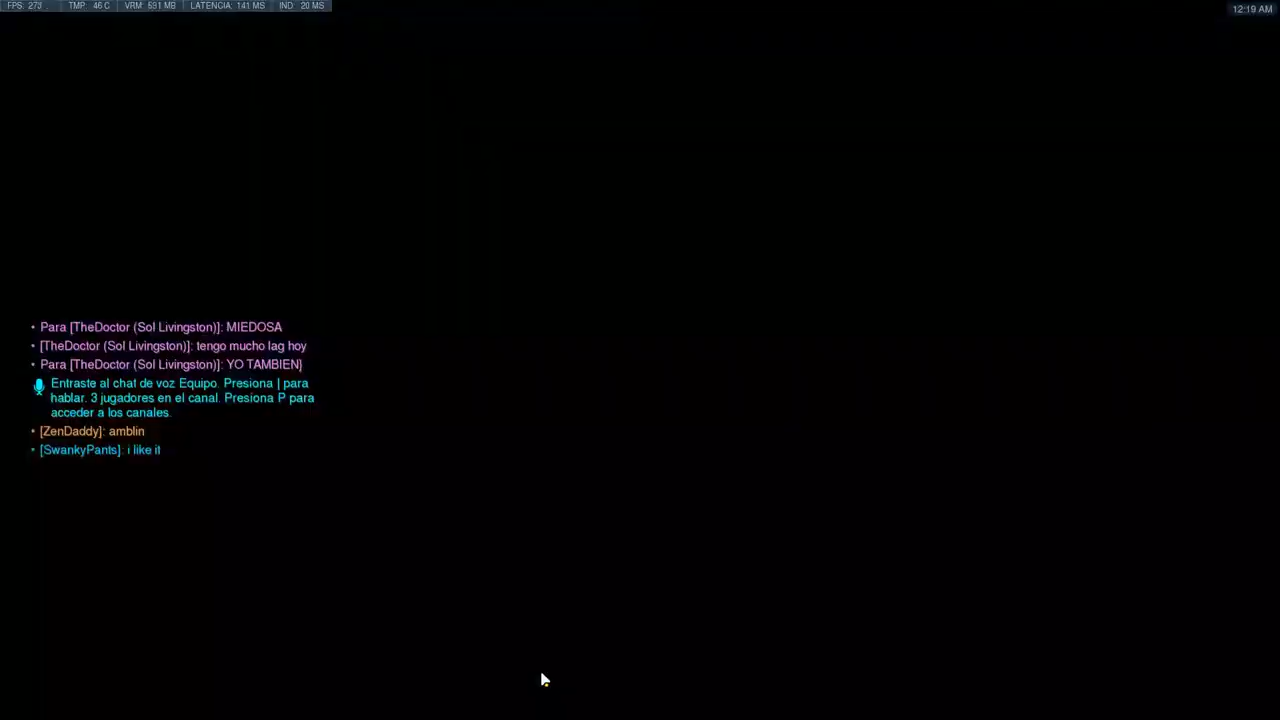 FPS: 273 TMP: 46 C VRM: 591 MB LATENCIA: 141 MS IND: 20 MS
12:19 AM
• Para [TheDoctor (Sol Livingston)]: MIEDOSA
• [TheDoctor (Sol Livingston)]: tengo mucho lag hoy
• Para [TheDoctor (Sol Livingston)]: YO TAMBIEN}
Entraste al chat de voz Equipo. Presiona | para
hablar. 3 jugadores en el canal. Presiona P para
acceder a los canales.
• [ZenDaddy]: amblin
• [SwankyPants]: i like it